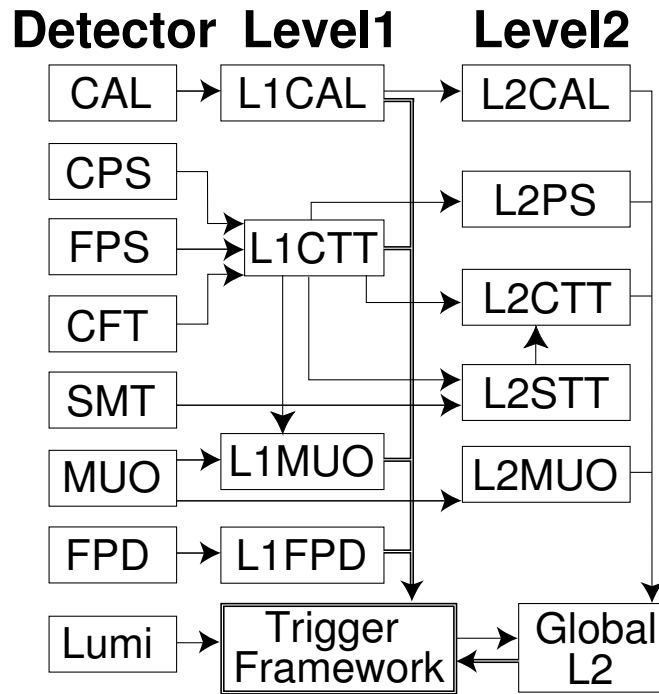 Detector Level1 Level2
CAL L1CAL L2CAL
CPS
L2PS
FPS L1CTT
CFT L2CTT
SMT L2STT
MUO L1MUO L2MUO
FPD L1FPD
Lumi Trigger Framework Global L2